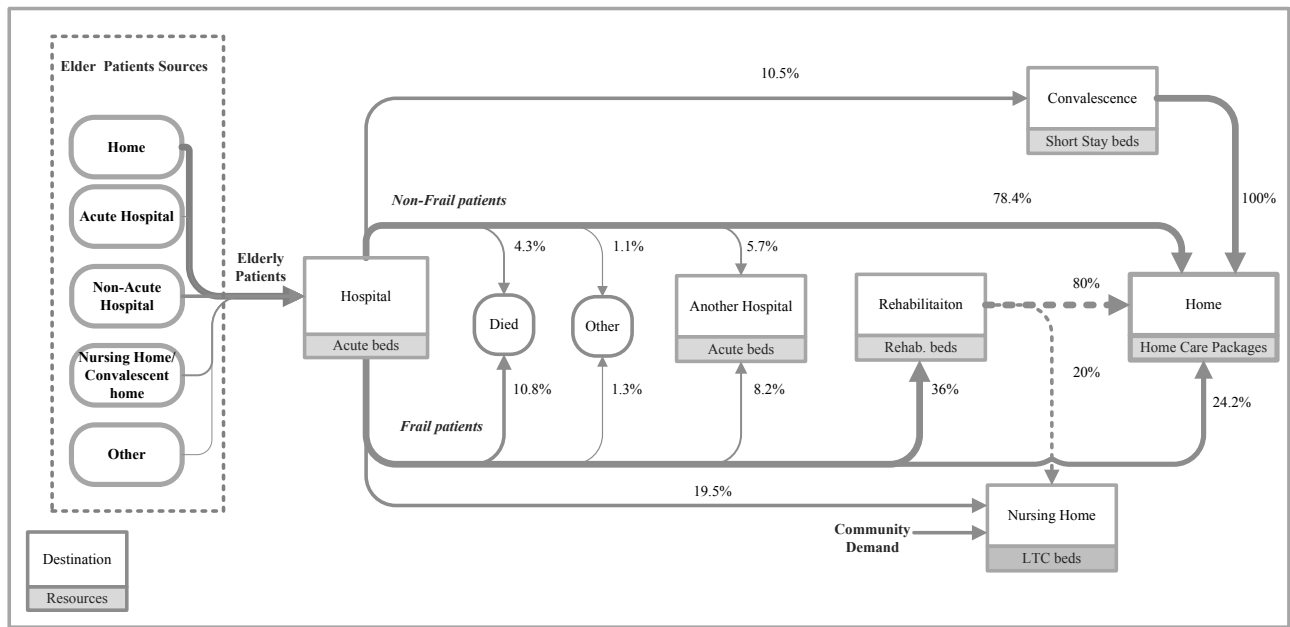 Elder Patients Sources
Home
Acute Hospital
Non-Acute
Hospital
Nursing Home/
Convalescent
home
Other
Elderly
Patients
Hospital
Acute beds
10.5%
Convalescence
Short Stay beds
100%
Non-Frail patients
78.4%
4.3%
1.1%
5.7%
Died
Other
Another Hospital
Acute beds
Rehabilitaiton
Rehab. beds
80%
20%
Home
Home Care Packages
10.8%
1.3%
8.2%
36%
24.2%
Frail patients
19.5%
Community
Demand
Nursing Home
LTC beds
Destination
Resources